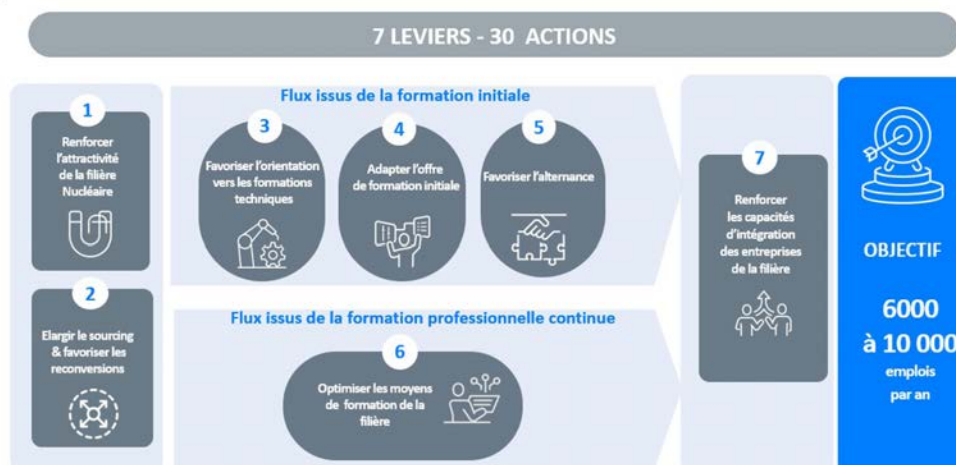 7 LEVIERS - 30 ACTIONS
1
Renforcer
l'attractivité
de la filière
Nucléaire
2
Elargir le sourcing
& favoriser les
reconversions
Flux issus de la formation initiale
3
Favoriser l'orientation
vers les formations
techniques
4
Adapter l'offre
de formation initiale
5
Favoriser l'alternance
Flux issus de la formation professionnelle continue
6
Optimiser les moyens
de formation de la
filière
7
Renforcer
les capacités
d'intégration
des entreprises
de la filière
OBJECTIF
6000
à 10 000
emplois
par an